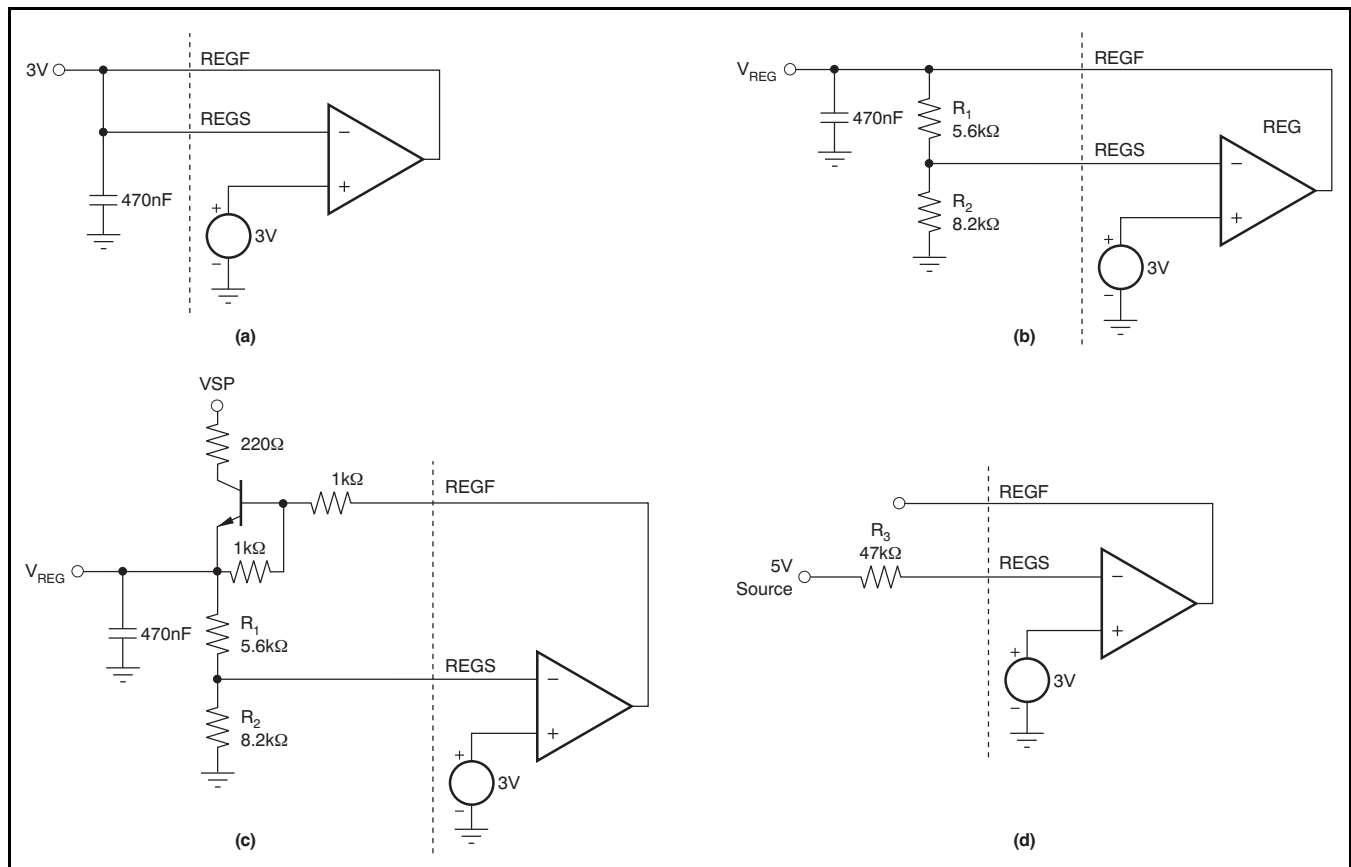 3V
REGF
REGS
470nF
−
+
+
3V
−
(a)
V_REG
REGF
470nF
R_1
5.6kΩ
REG
REGS
−
R_2
8.2kΩ
+
+
3V
−
(b)
VSP
220Ω
1kΩ
REGF
1kΩ
V_REG
470nF
R_1
5.6kΩ
REGS
−
R_2
8.2kΩ
+
+
3V
−
(c)
REGF
R_3
47kΩ
5V
Source
REGS
−
+
+
3V
−
(d)